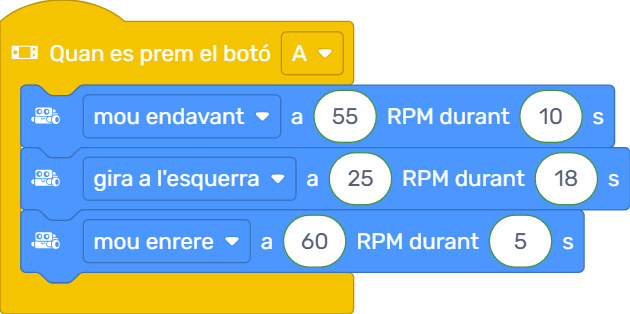 Quan es prem el botó A
mou endavant a 55 RPM durant 10 s
gira a l'esquerra a 25 RPM durant 18 s
mou enrere a 60 RPM durant 5 s